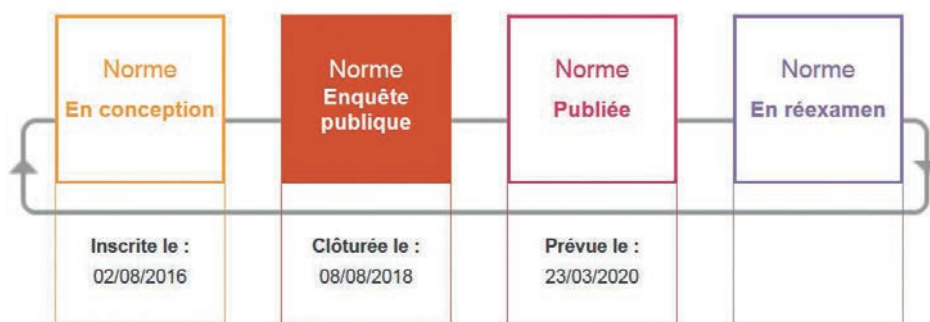 Norme
En conception
Norme
Enquête
publique
Norme
Publiée
Norme
En réexamen
Inscrite le :
02/08/2016
Clôturée le :
08/08/2018
Prévue le :
23/03/2020